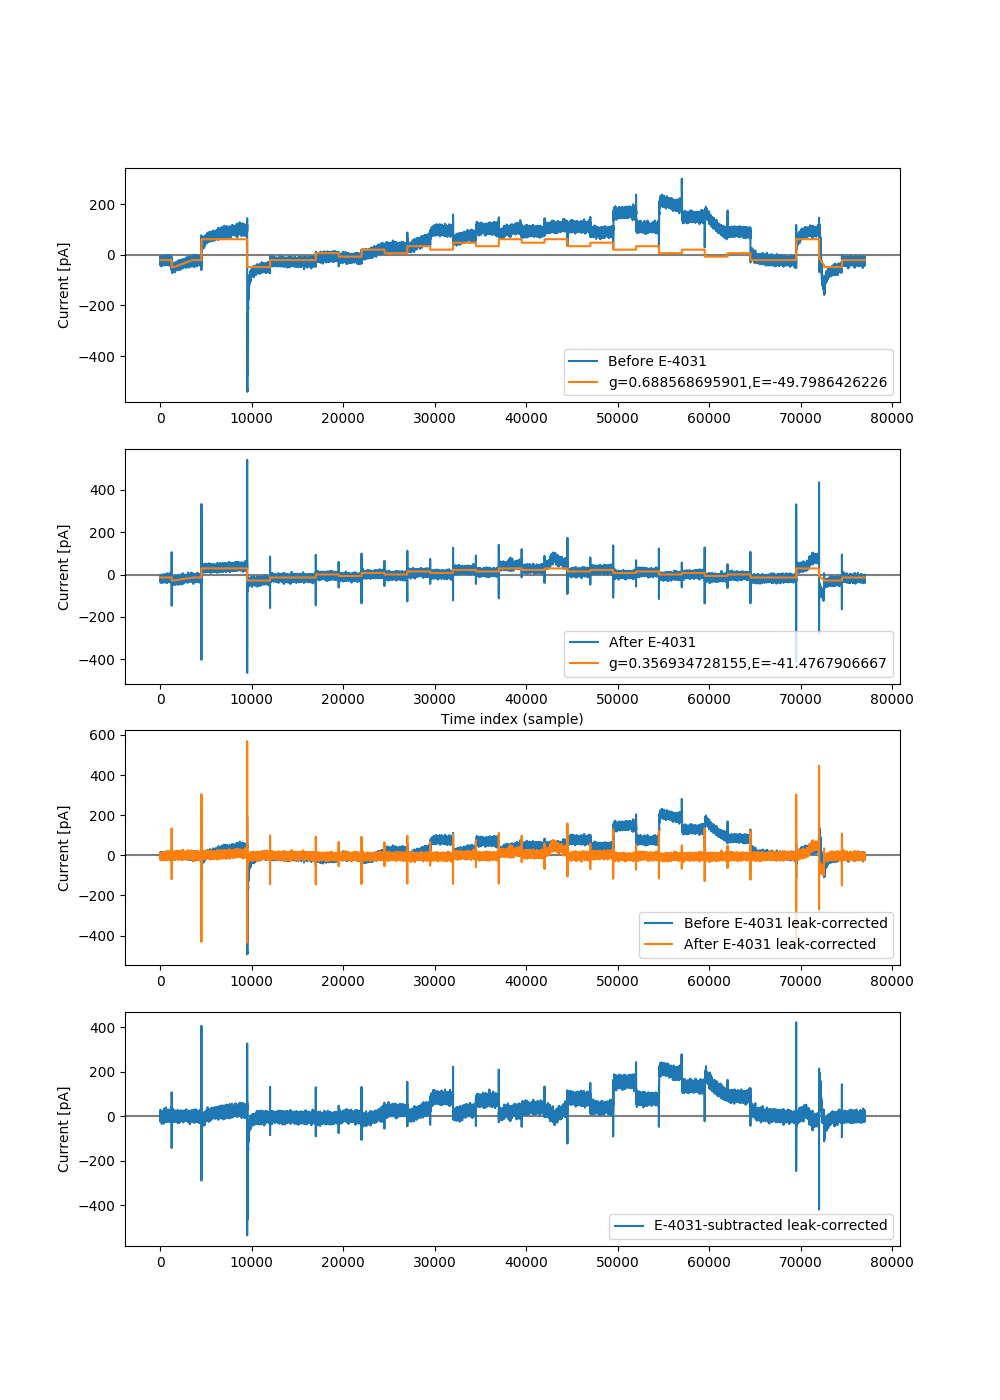 200
0
−200
−400
Current [pA]
Before E-4031
g=0.688568695901,E=-49.7986426226
0 10000 20000 30000 40000 50000 60000 70000 80000
400
200
0
−200
−400
Current [pA]
After E-4031
g=0.356934728155,E=-41.4767906667
0 10000 20000 30000 40000 50000 60000 70000 80000
Time index (sample)
600
400
200
0
−200
−400
Current [pA]
Before E-4031 leak-corrected
After E-4031 leak-corrected
0 10000 20000 30000 40000 50000 60000 70000 80000
400
200
0
−200
−400
Current [pA]
E-4031-subtracted leak-corrected
0 10000 20000 30000 40000 50000 60000 70000 80000